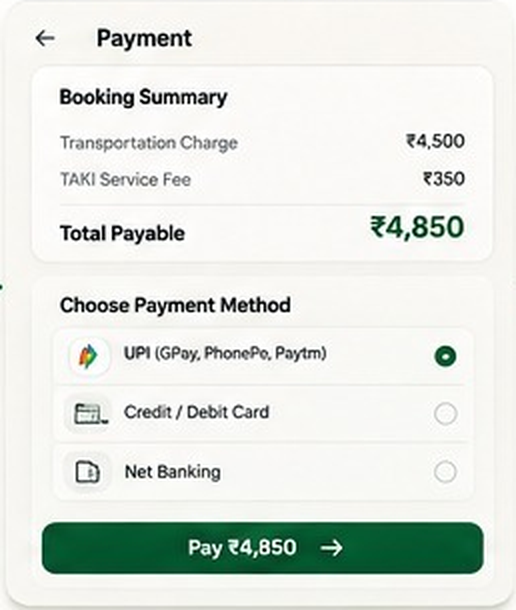 Payment
Booking Summary
Transportation Charge ₹4,500
TAKI Service Fee ₹350
Total Payable ₹4,850
Choose Payment Method
UPI (GPay, PhonePe, Paytm)
Credit / Debit Card
Net Banking
Pay ₹4,850